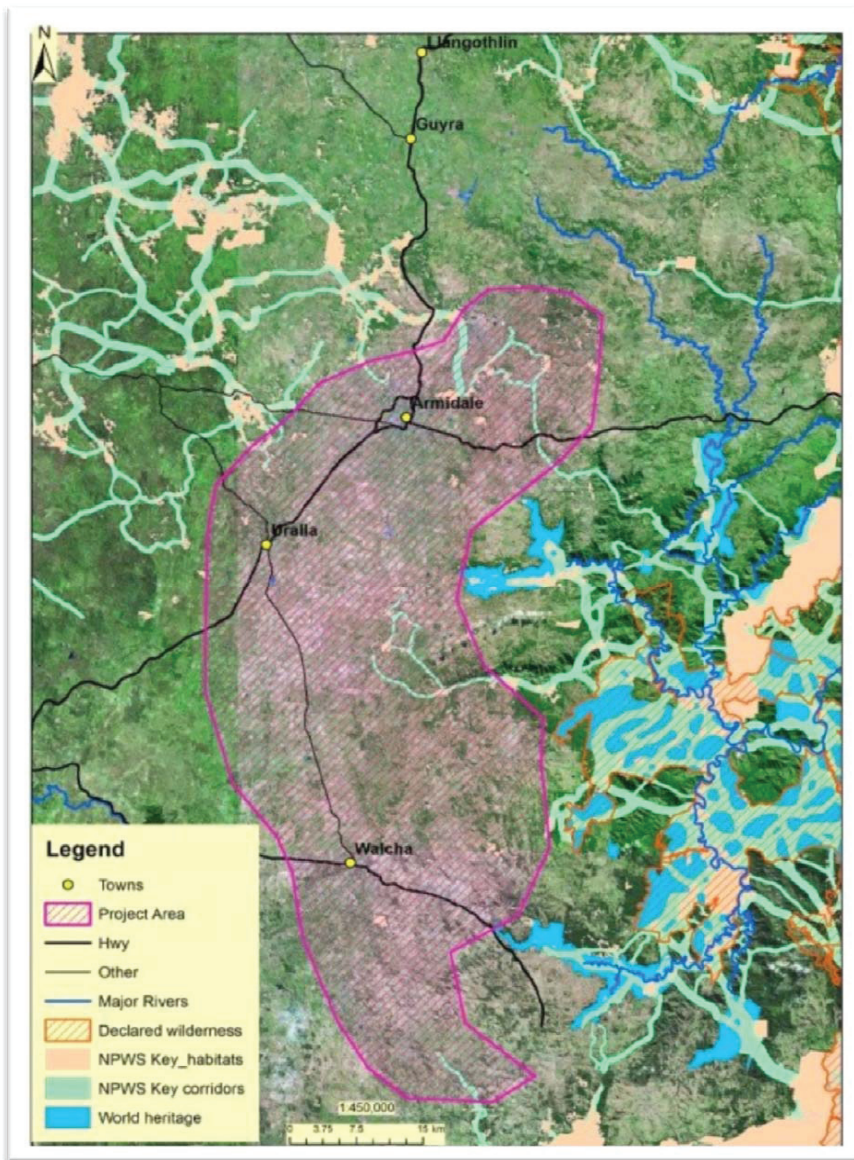 N
Llangothlin
Guyra
Armidale
Uralla
Walcha
Legend
Towns
Project Area
Hwy
Other
Major Rivers
Declared wilderness
NPWS Key_habitats
NPWS Key corridors
World heritage
1:450,000
0 3.75 7.5 15 km